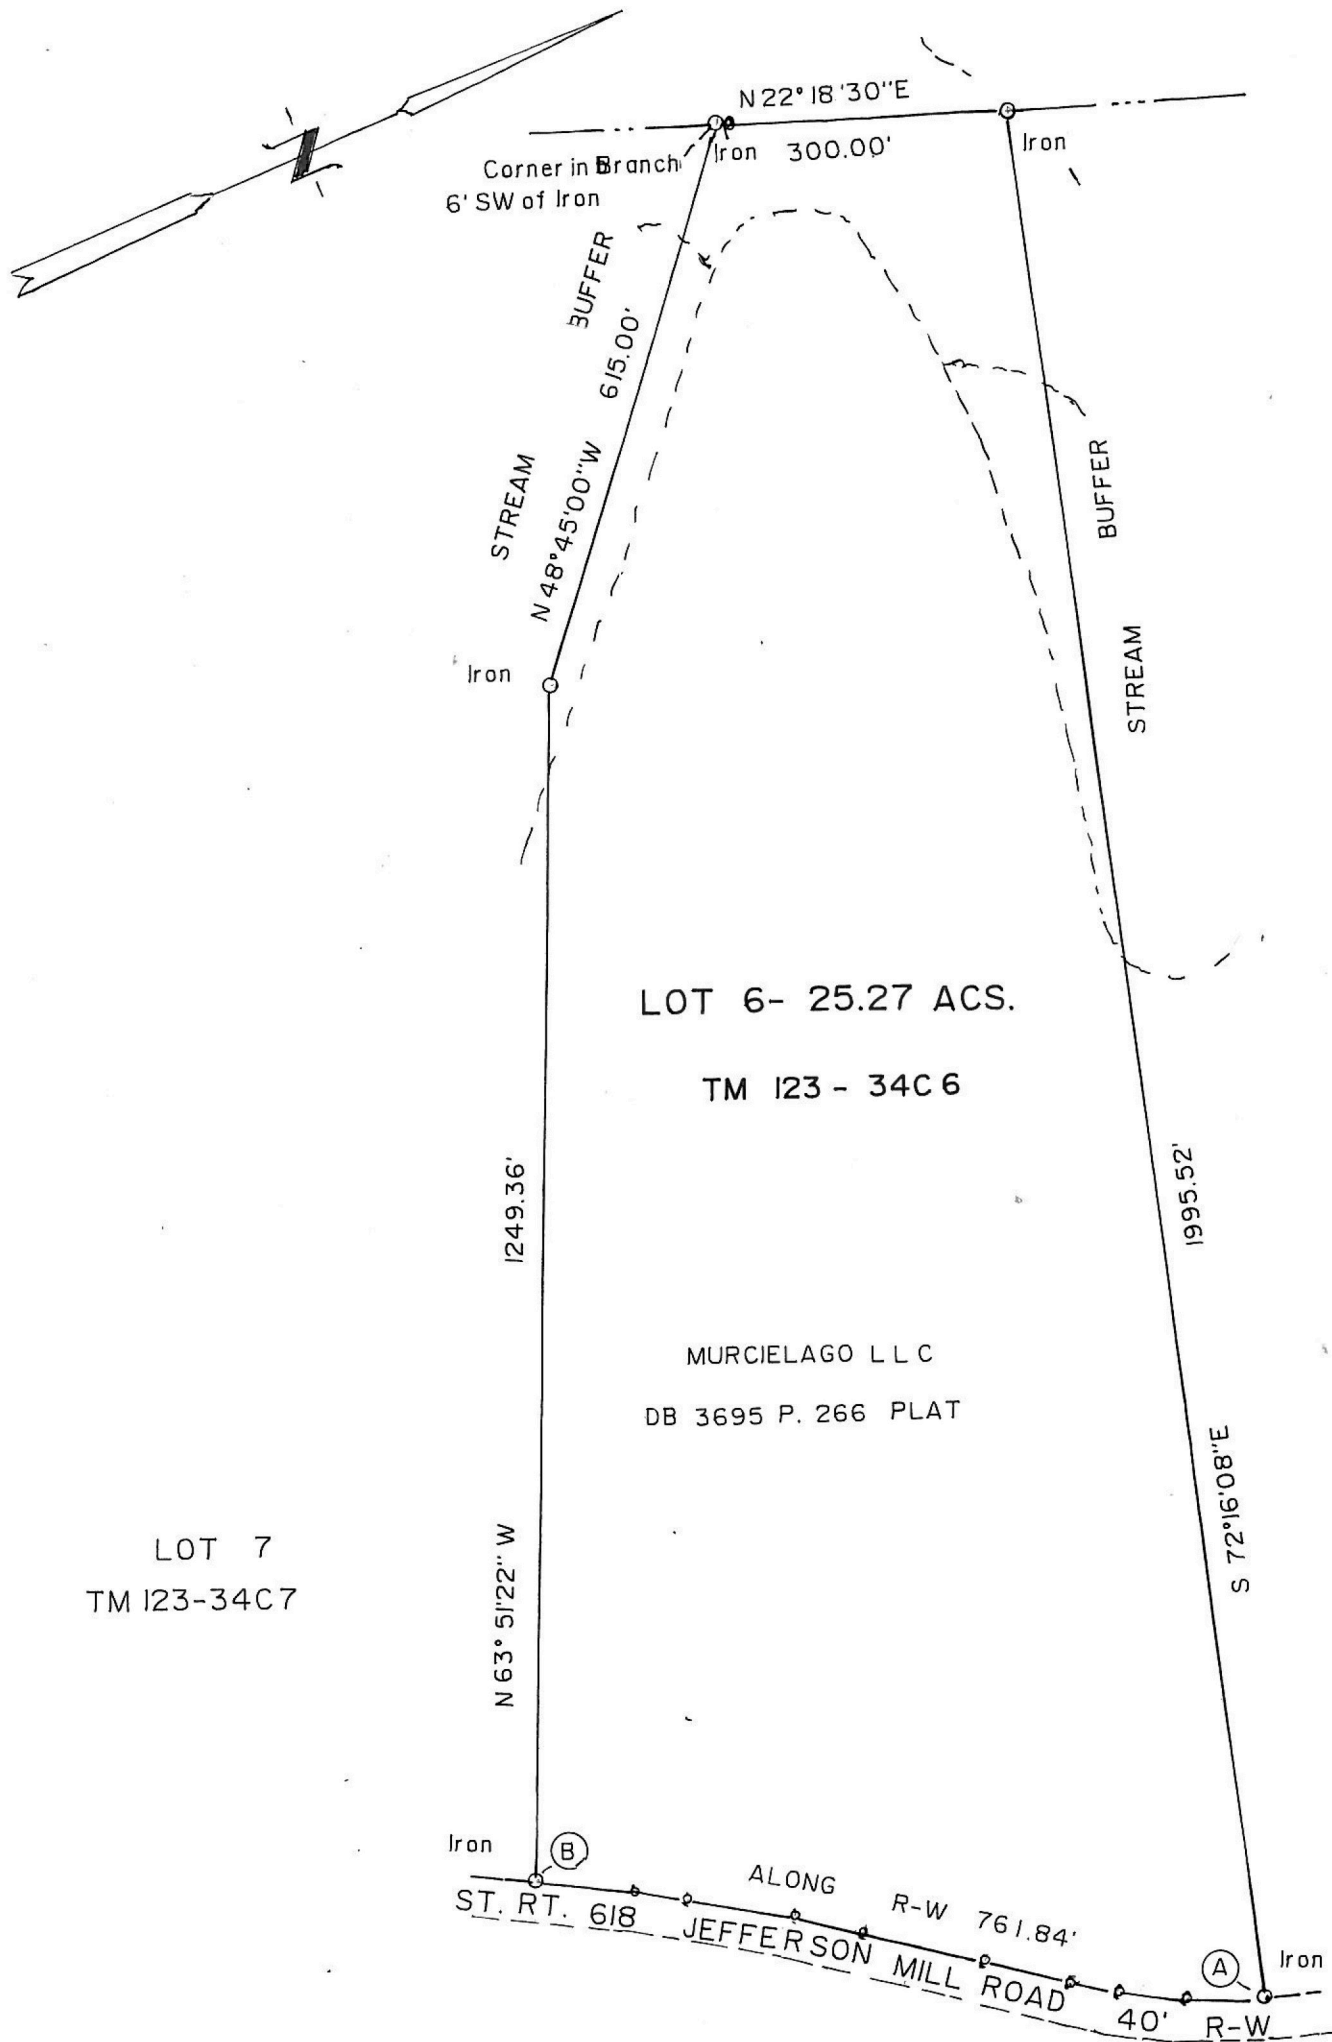 N
N 22° 18' 30" E
Iron 300.00'
Iron
Corner in Branch
6' SW of Iron
BUFFER
STREAM
615.00'
N 48° 45' 00" W
BUFFER
STREAM
Iron
LOT 6- 25.27 ACS.
TM 123 - 34C6
1249.36'
1995.52'
MURCIELAGO LLC
DB 3695 P. 266 PLAT
S 72° 16' 08" E
N 63° 51' 22" W
LOT 7
TM 123-34C7
Iron
B
ALONG R-W 761.84'
ST. RT. 618 JEFFERSON MILL ROAD 40' R-W
A
Iron